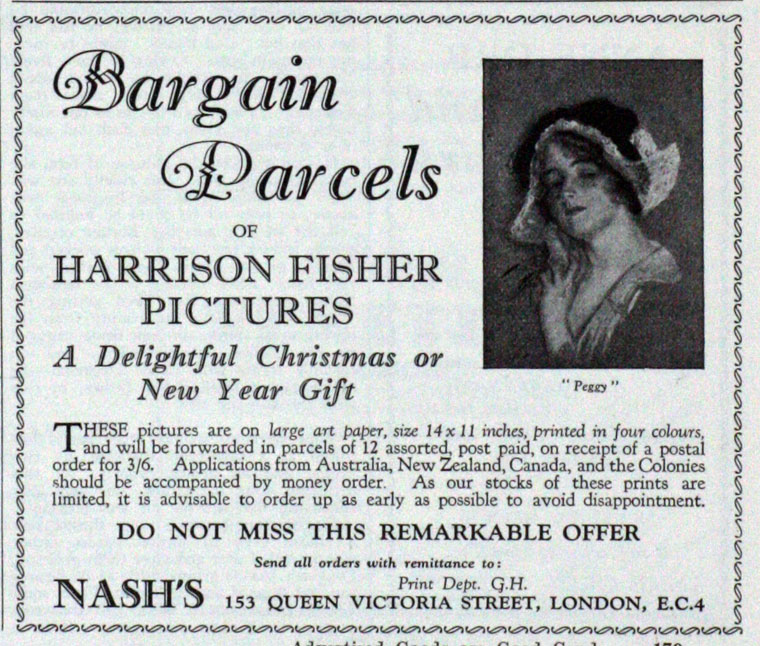 Bargain
Parcels
OF
HARRISON FISHER
PICTURES
A Delightful Christmas or
New Year Gift
"Peggy"
THESE pictures are on large art paper, size 14 x 11 inches, printed in four colours,
and will be forwarded in parcels of 12 assorted, post paid, on receipt of a postal
order for 3/6. Applications from Australia, New Zealand, Canada, and the Colonies
should be accompanied by money order. As our stocks of these prints are
limited, it is advisable to order up as early as possible to avoid disappointment.
DO NOT MISS THIS REMARKABLE OFFER
Send all orders with remittance to:
Print Dept. G.H.
NASH'S 153 QUEEN VICTORIA STREET, LONDON, E.C.4